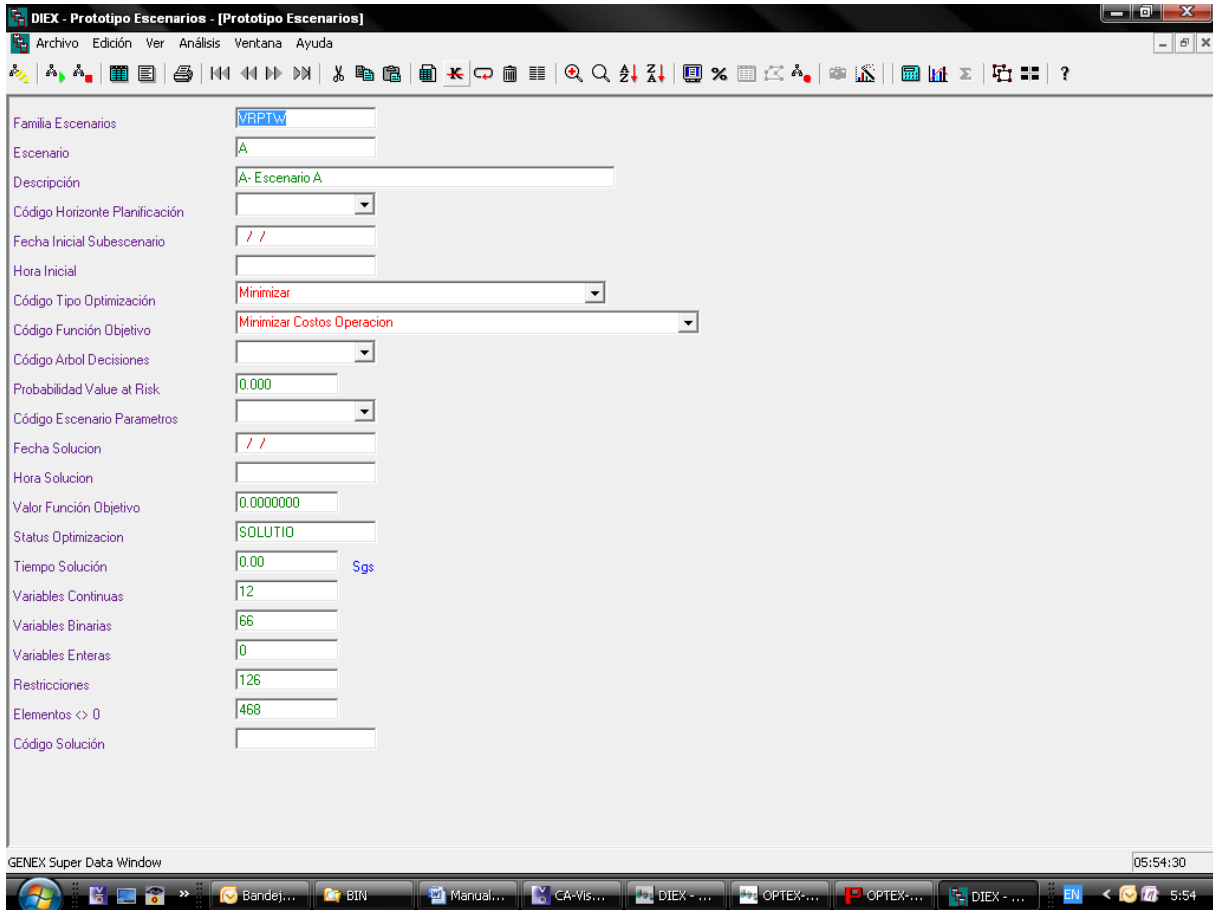 DIEX - Prototipo Escenarios - [Prototipo Escenarios]
Archivo Edición Ver Análisis Ventana Ayuda
Familia Escenarios VRPTW
Escenario A
Descripción A- Escenario A
Código Horizonte Planificación
Fecha Inicial Subescenario / /
Hora Inicial
Código Tipo Optimización Minimizar
Código Función Objetivo Minimizar Costos Operacion
Código Arbol Decisiones
Probabilidad Value at Risk 0.000
Código Escenario Parametros
Fecha Solucion / /
Hora Solucion
Valor Función Objetivo 0.0000000
Status Optimizacion SOLUTIO
Tiempo Solución 0.00 Sgs
Variables Continuas 12
Variables Binarias 66
Variables Enteras 0
Restricciones 126
Elementos <> 0 468
Código Solución
GENEX Super Data Window 05:54:30
» Bandej... BIN Manual... CA-Vis... DIEX - ... OPTEX-... OPTEX-... DIEX - ... EN < 5:54